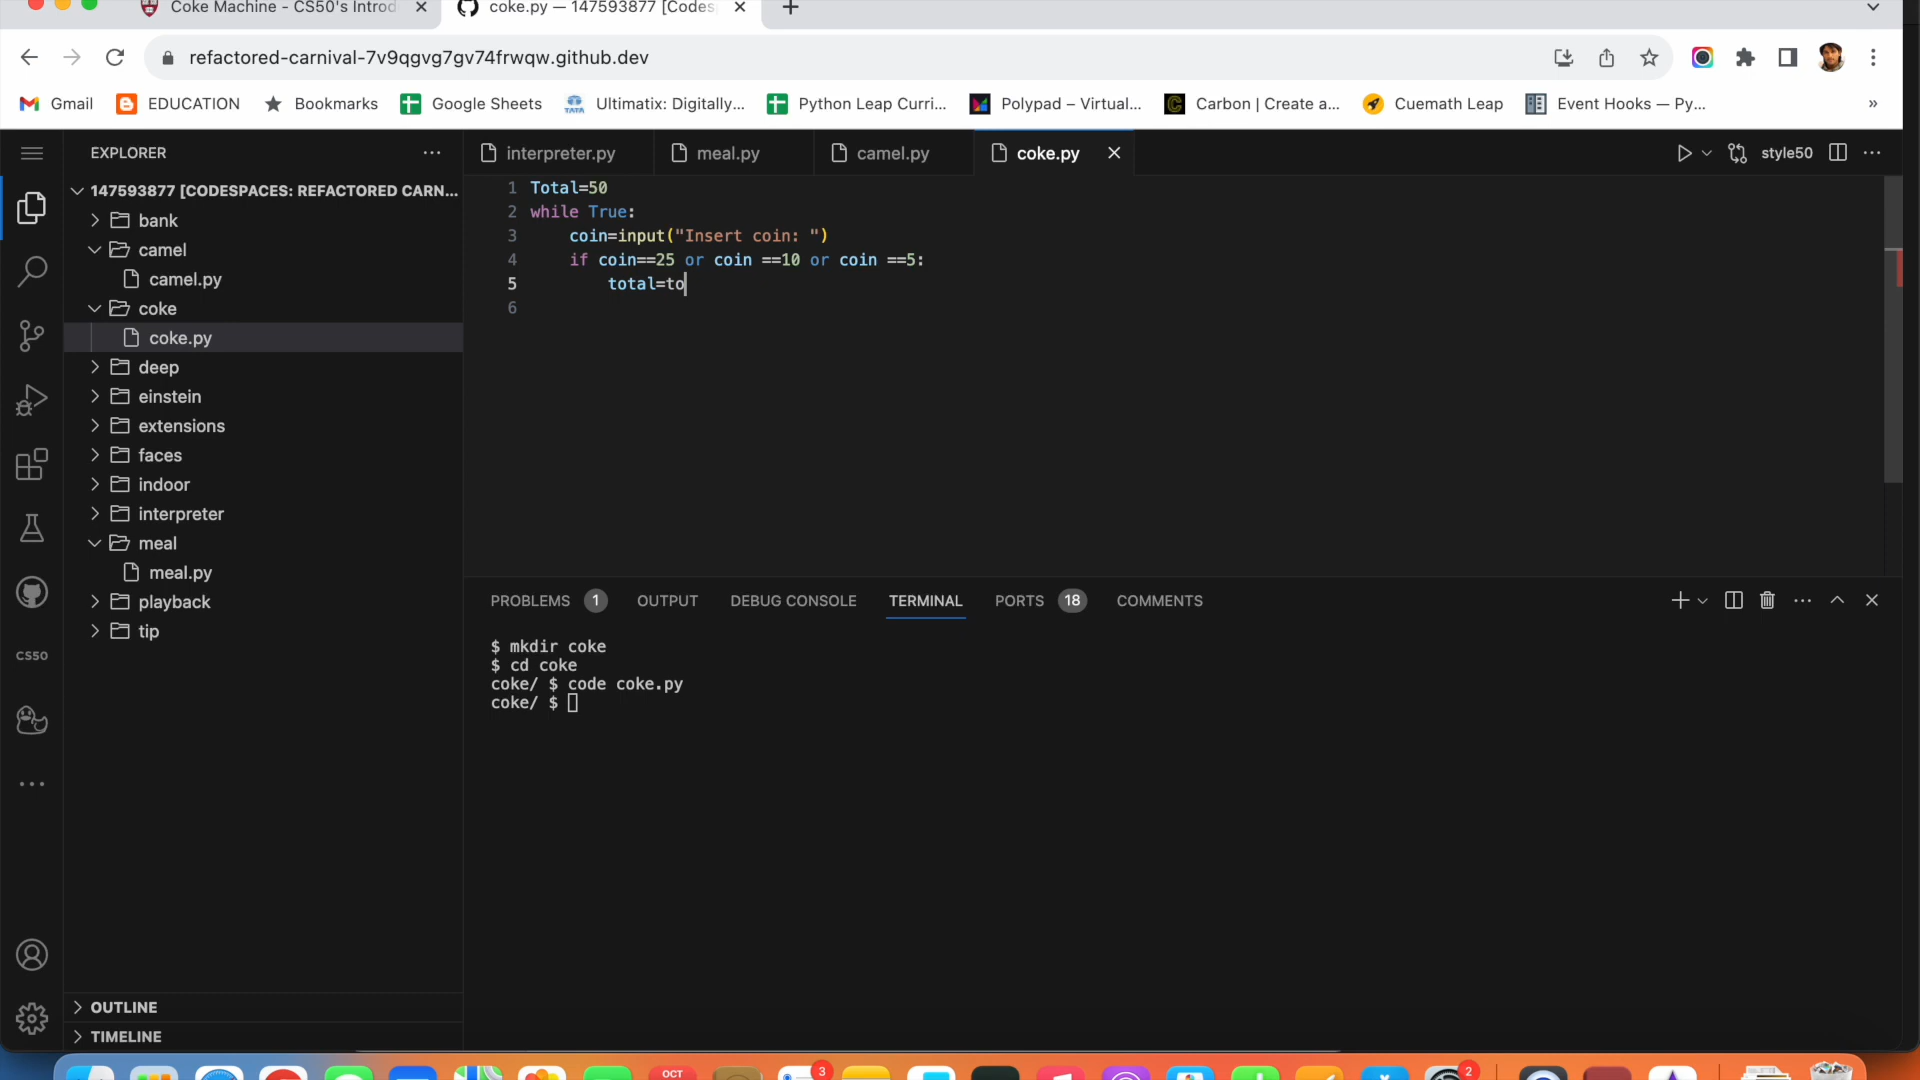 Coke Machine - CS50's Introd
coke.py — 147593877 [Codes
refactored-carnival-7v9qgvg7gv74frwqw.github.dev
Gmail EDUCATION Bookmarks Google Sheets Ultimatix: Digitally... Python Leap Curri... Polypad – Virtual... Carbon | Create a... Cuemath Leap Event Hooks — Py... »
EXPLORER
147593877 [CODESPACES: REFACTORED CARN...
bank
camel
camel.py
coke
coke.py
deep
einstein
extensions
faces
indoor
interpreter
meal
meal.py
playback
tip
CS50
OUTLINE
TIMELINE
interpreter.py meal.py camel.py coke.py
style50
1 Total=50
2 while True:
3 coin=input("Insert coin: ")
4 if coin==25 or coin ==10 or coin ==5:
5 total=to
6
PROBLEMS 1 OUTPUT DEBUG CONSOLE TERMINAL PORTS 18 COMMENTS
$ mkdir coke
$ cd coke
coke/ $ code coke.py
coke/ $
OCT
3
2